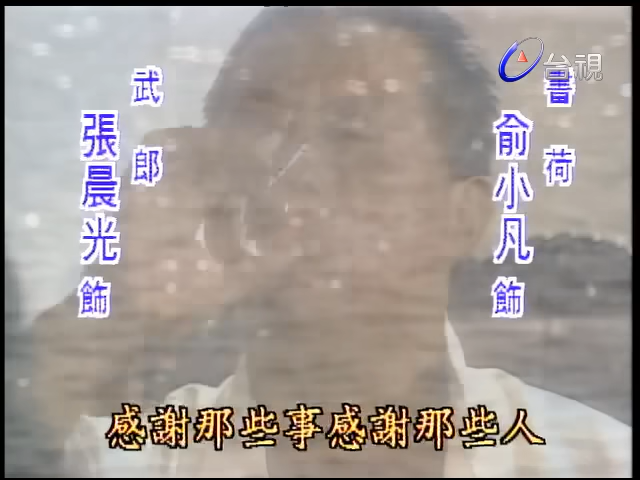 台視
書荷
俞小凡 飾
武郎
張晨光 飾
感謝那些事感謝那些人